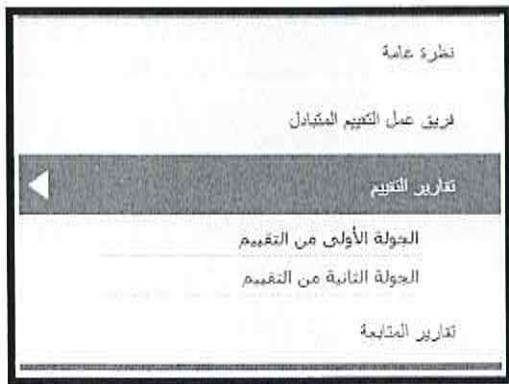 نظرة عامة
فريق عمل التقييم المتبادل
تقارير التقييم
الجولة الأولى من التقييم
الجولة الثانية من التقييم
تقارير المتابعة